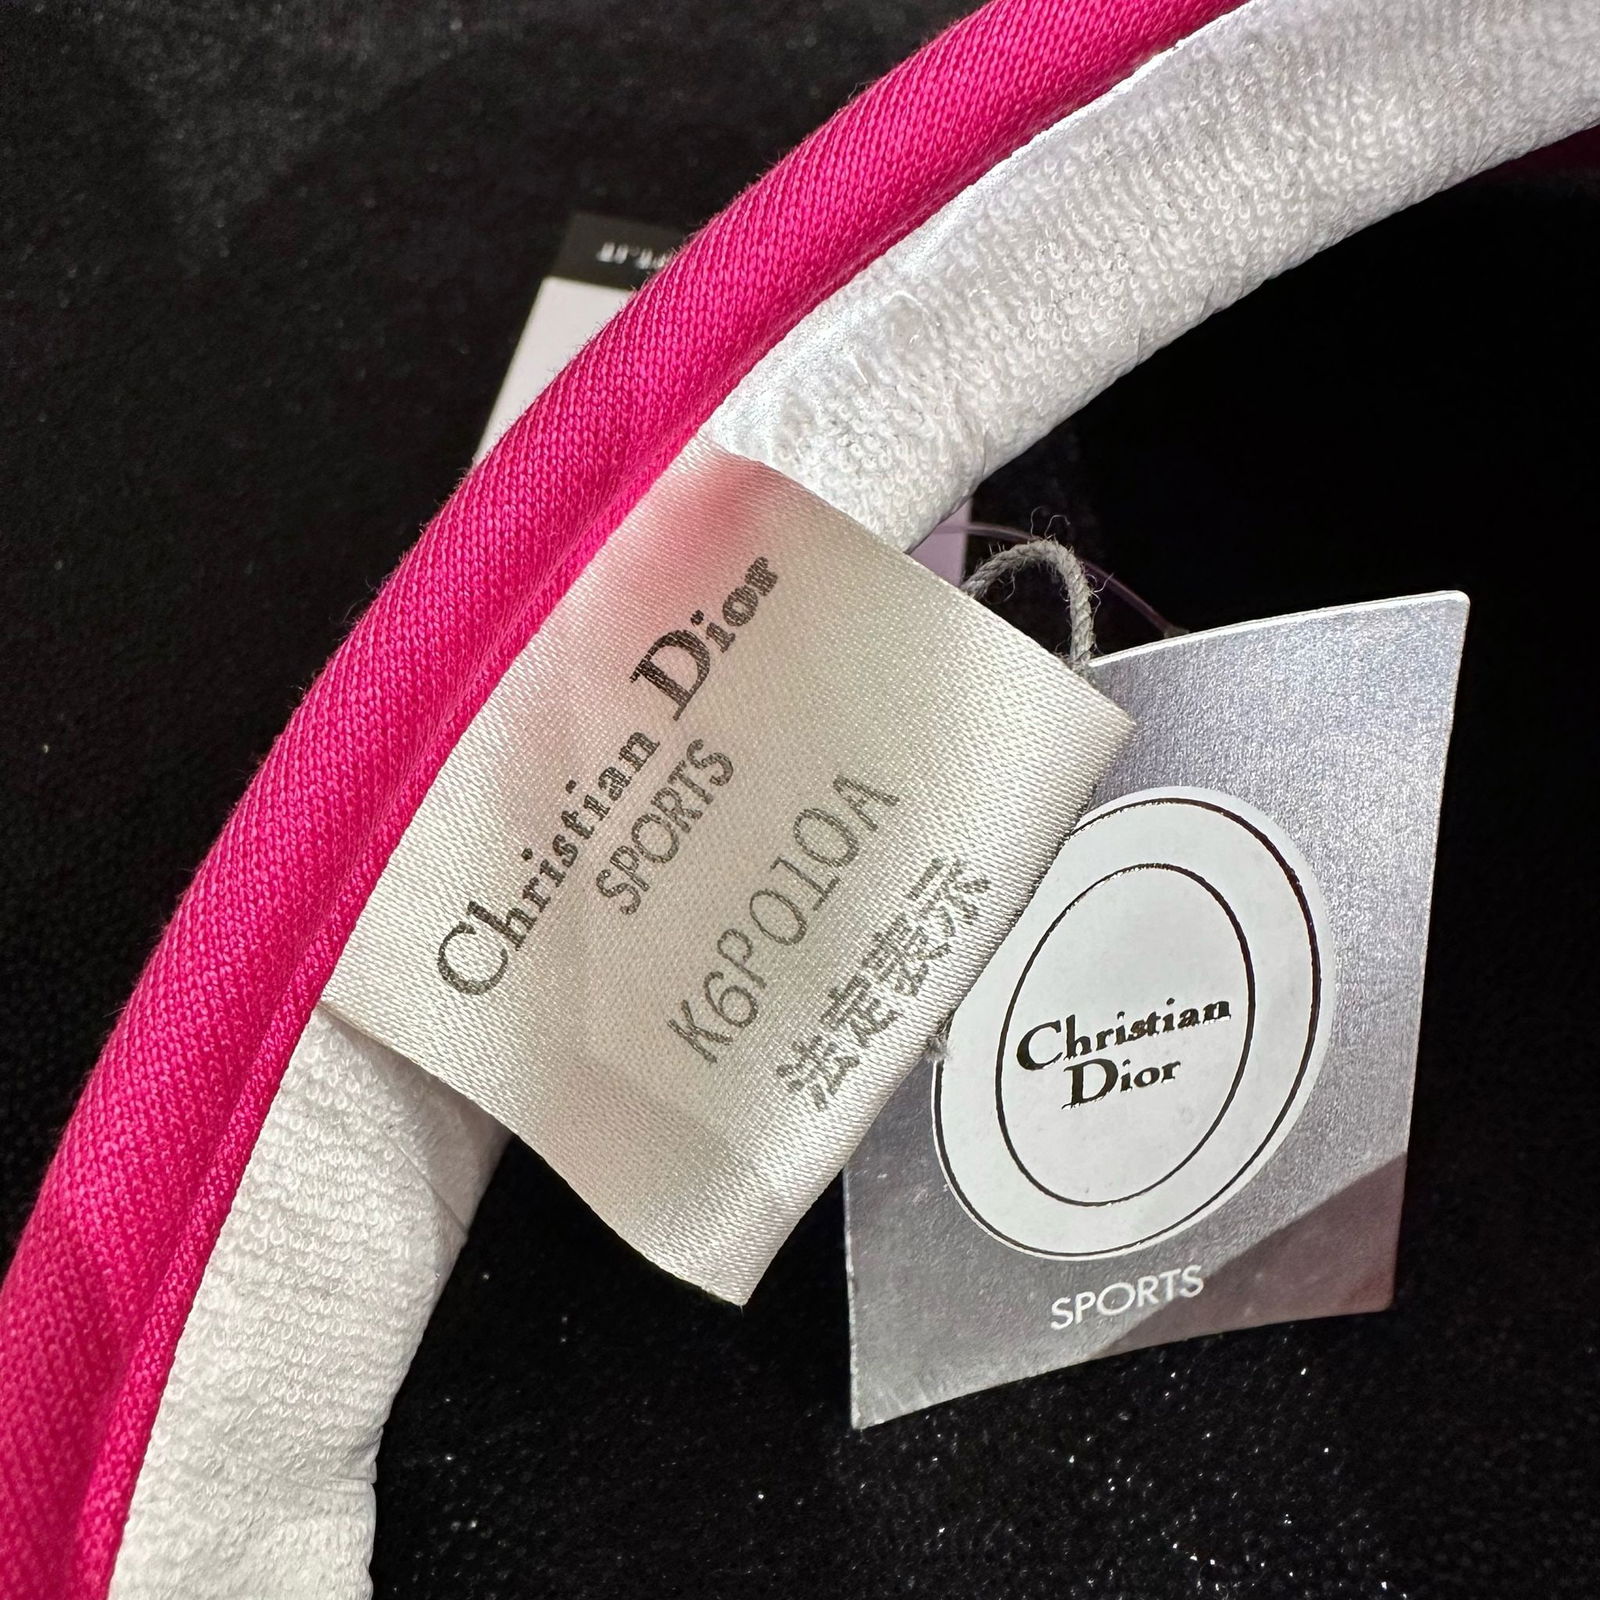 Christian Dior
SPORTS
K6P010A
法定表示
Christian
Dior
SPORTS